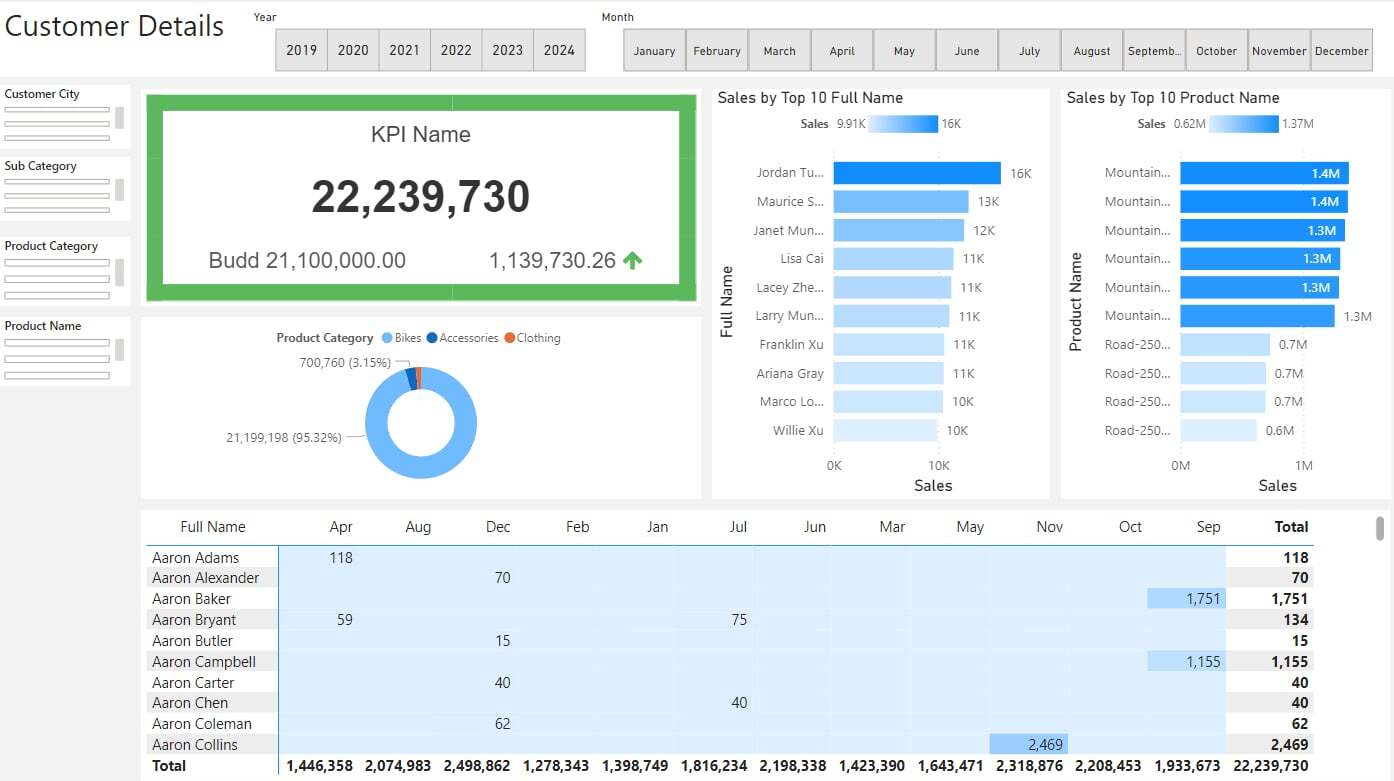 Customer Details
Year
2019 2020 2021 2022 2023 2024
Month
January February March April May June July August Septemb... October November December
Customer City
Sub Category
Product Category
Product Name
KPI Name
22,239,730
Budd 21,100,000.00 1,139,730.26
Product Category Bikes Accessories Clothing
700,760 (3.15%)
21,199,198 (95.32%)
Sales by Top 10 Full Name
Sales 9.91K 16K
Full Name
Jordan Tu... 16K
Maurice S... 13K
Janet Mun... 12K
Lisa Cai 11K
Lacey Zhe... 11K
Larry Mun... 11K
Franklin Xu 11K
Ariana Gray 11K
Marco Lo... 10K
Willie Xu 10K
0K 10K
Sales
Sales by Top 10 Product Name
Sales 0.62M 1.37M
Product Name
Mountain... 1.4M
Mountain... 1.4M
Mountain... 1.3M
Mountain... 1.3M
Mountain... 1.3M
Mountain... 1.3M
Road-250... 0.7M
Road-250... 0.7M
Road-250... 0.7M
Road-250... 0.6M
0M 1M
Sales
Full Name Apr Aug Dec Feb Jan Jul Jun Mar May Nov Oct Sep Total
Aaron Adams 118 118
Aaron Alexander 70 70
Aaron Baker 1,751 1,751
Aaron Bryant 59 75 134
Aaron Butler 15 15
Aaron Campbell 1,155 1,155
Aaron Carter 40 40
Aaron Chen 40 40
Aaron Coleman 62 62
Aaron Collins 2,469 2,469
Total 1,446,358 2,074,983 2,498,862 1,278,343 1,398,749 1,816,234 2,198,338 1,423,390 1,643,471 2,318,876 2,208,453 1,933,673 22,239,730